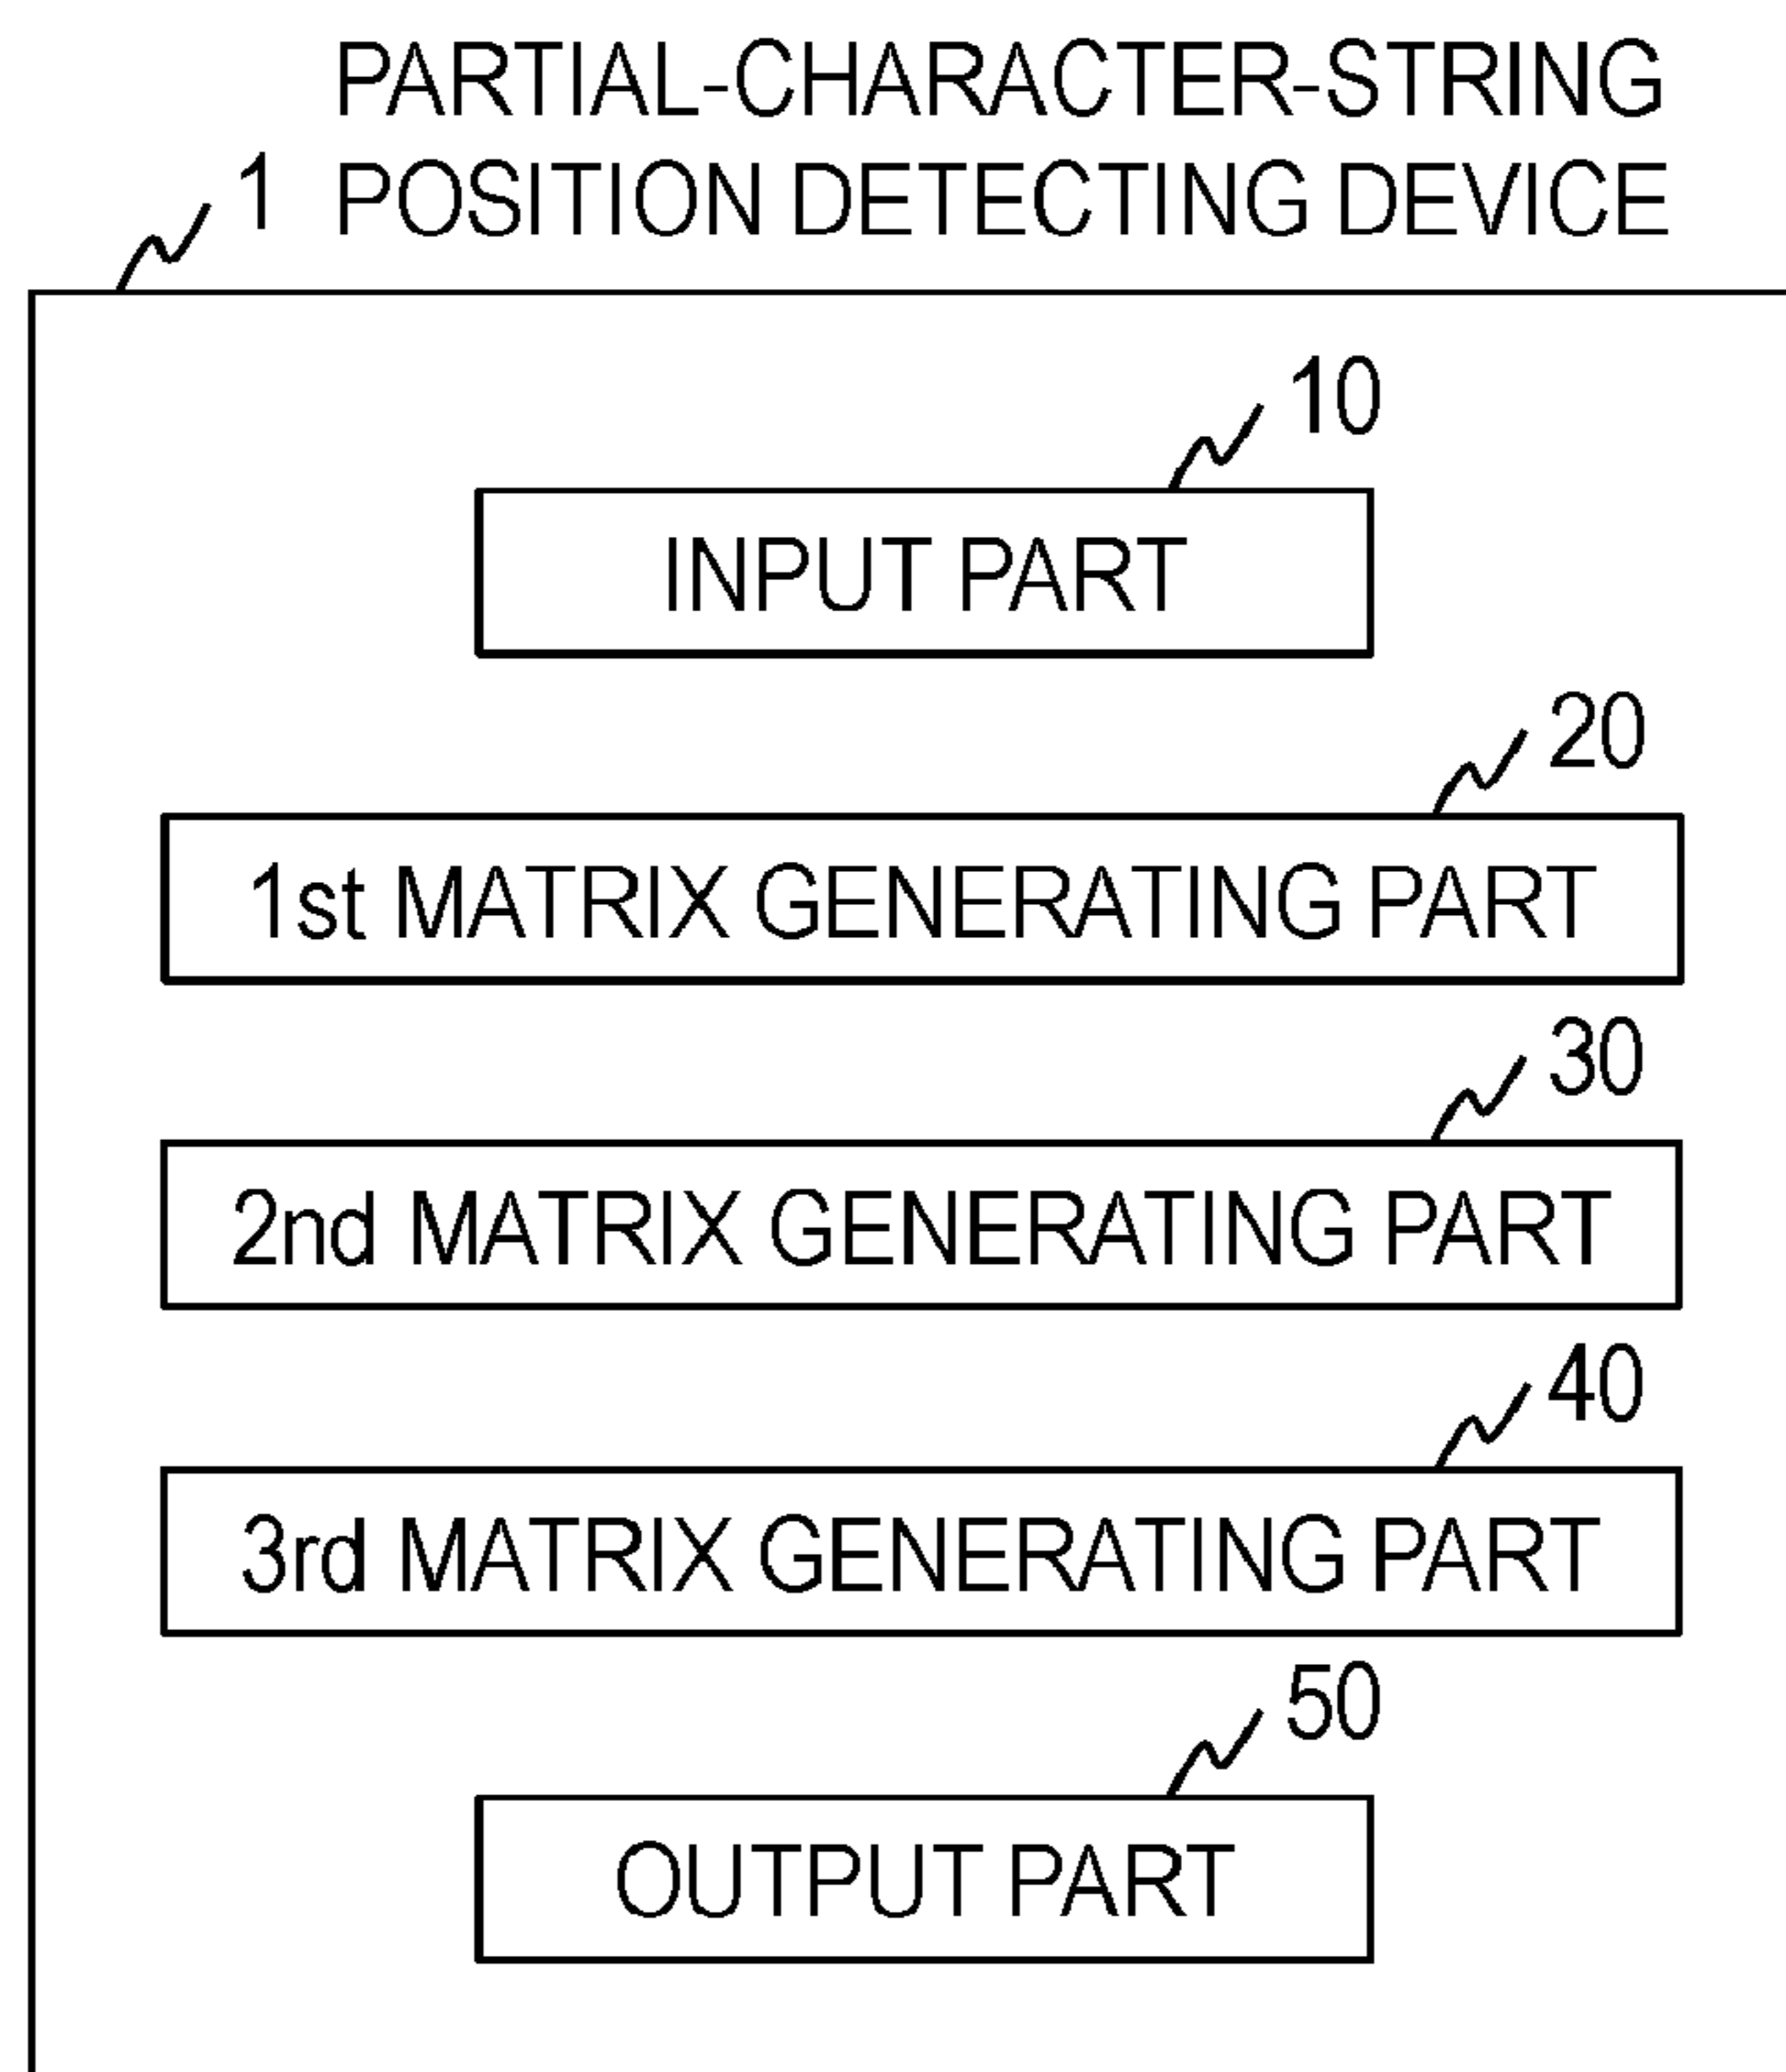 PARTIAL-CHARACTER-STRING
1 POSITION DETECTING DEVICE
10
INPUT PART
20
1st MATRIX GENERATING PART
30
2nd MATRIX GENERATING PART
40
3rd MATRIX GENERATING PART
50
OUTPUT PART